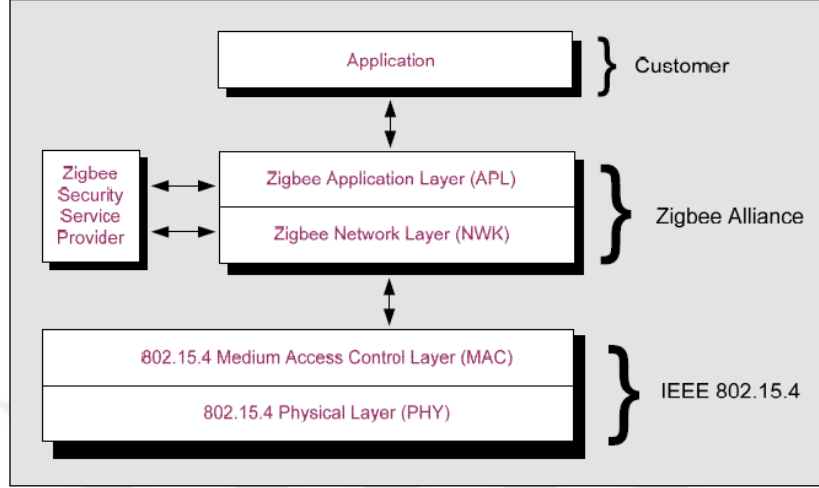 Application
Customer
Zigbee
Security
Service
Provider
Zigbee Application Layer (APL)
Zigbee Network Layer (NWK)
Zigbee Alliance
802.15.4 Medium Access Control Layer (MAC)
802.15.4 Physical Layer (PHY)
IEEE 802.15.4